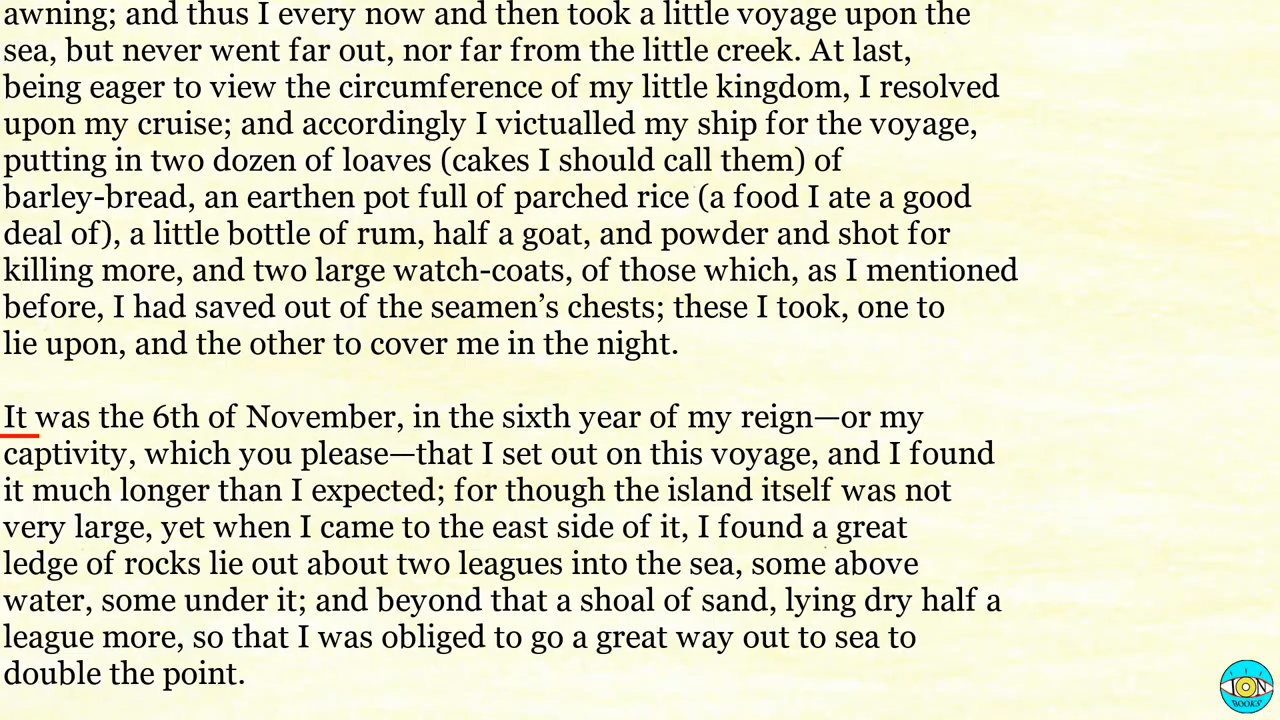 awning; and thus I every now and then took a little voyage upon the
sea, but never went far out, nor far from the little creek. At last,
being eager to view the circumference of my little kingdom, I resolved
upon my cruise; and accordingly I victualled my ship for the voyage,
putting in two dozen of loaves (cakes I should call them) of
barley-bread, an earthen pot full of parched rice (a food I ate a good
deal of), a little bottle of rum, half a goat, and powder and shot for
killing more, and two large watch-coats, of those which, as I mentioned
before, I had saved out of the seamen’s chests; these I took, one to
lie upon, and the other to cover me in the night.
It was the 6th of November, in the sixth year of my reign—or my
captivity, which you please—that I set out on this voyage, and I found
it much longer than I expected; for though the island itself was not
very large, yet when I came to the east side of it, I found a great
ledge of rocks lie out about two leagues into the sea, some above
water, some under it; and beyond that a shoal of sand, lying dry half a
league more, so that I was obliged to go a great way out to sea to
double the point.
ION
BOOKS